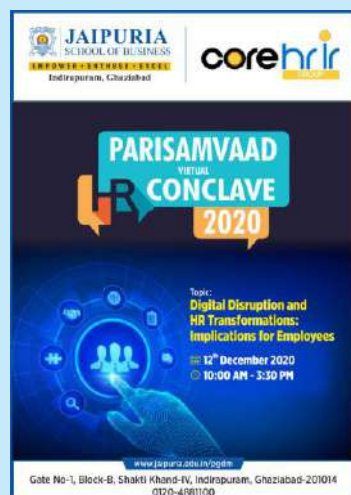 JAIPURIA
SCHOOL OF BUSINESS
EMPOWER • ENTHUSE • EXCEL
Indirapuram, Ghaziabad
corehrir
GROUP
PARISAMVAAD
VIRTUAL
HR CONCLAVE
2020
Topic:
Digital Disruption and
HR Transformations:
Implications for Employees
12th December 2020
10:00 AM - 3:30 PM
www.jaipuria.edu.in/pgdm
Gate No-1, Block-B, Shakti Khand-IV, Indirapuram, Ghaziabad-201014
0120-4881100